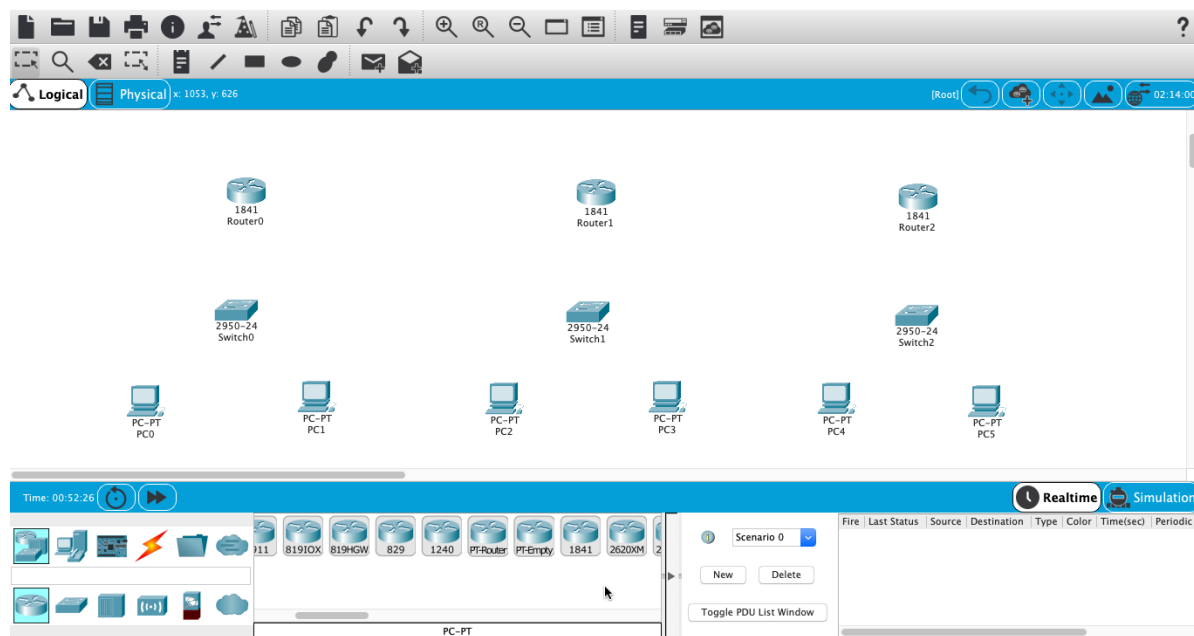 ?
Logical
Physical
x: 1053, y: 626
[Root]
02:14:00
1841
Router0
1841
Router1
1841
Router2
2950-24
Switch0
2950-24
Switch1
2950-24
Switch2
PC-PT
PC0
PC-PT
PC1
PC-PT
PC2
PC-PT
PC3
PC-PT
PC4
PC-PT
PC5
Time: 00:52:26
Realtime
Simulation
911 819IOX 819HGW 829 1240 PT-Router PT-Empty 1841 2620XM 2
PC-PT
Scenario 0
New Delete
Toggle PDU List Window
Fire Last Status Source Destination Type Color Time(sec) Periodic